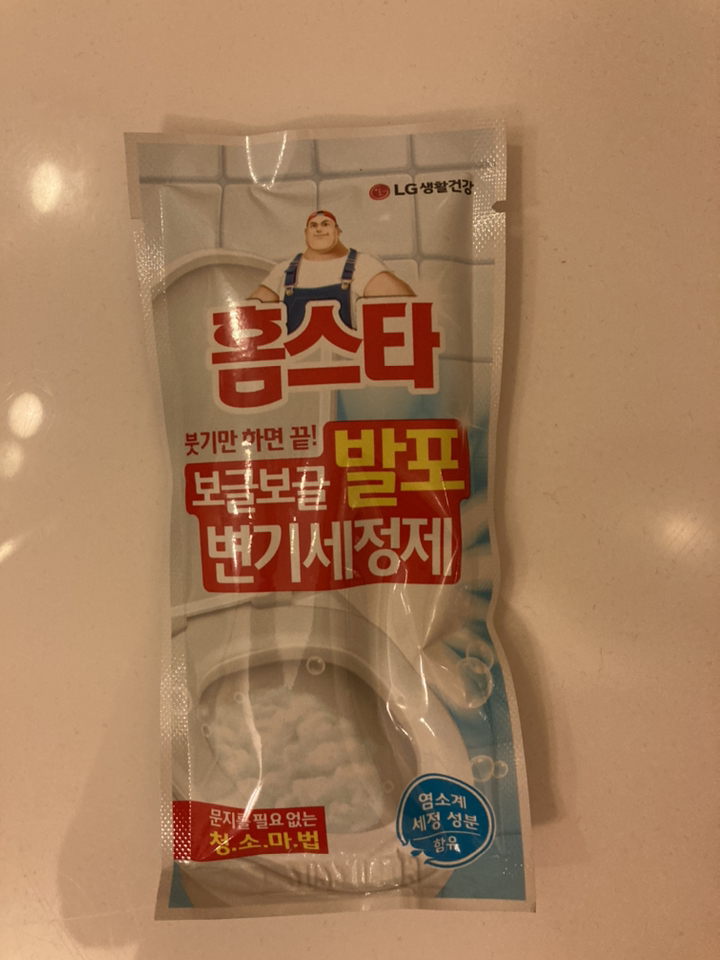 LG생활건강
홈스타
붓기만 하면 끝!
보글보글 발포
변기세정제
문지를 필요 없는
청.소.마.법
염소계
세정 성분
함유